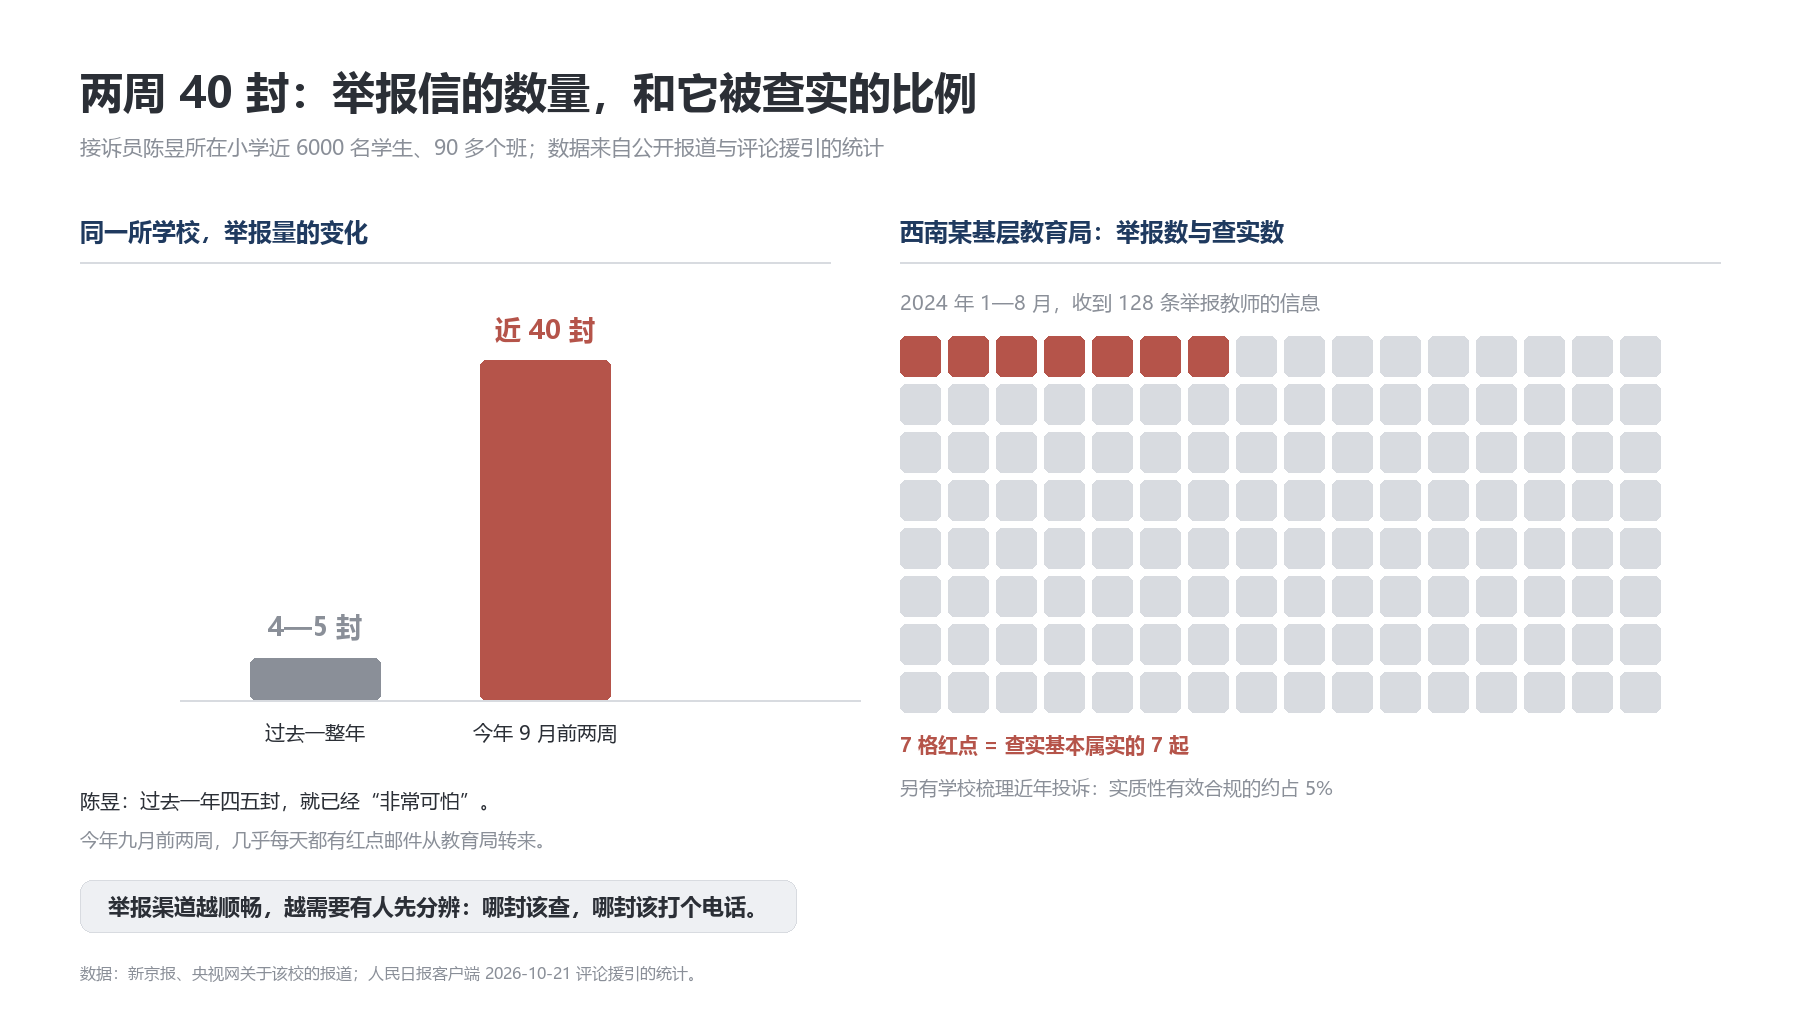 两周 40 封：举报信的数量，和它被查实的比例
接诉员陈昱所在小学近 6000 名学生、90 多个班；数据来自公开报道与评论援引的统计
同一所学校，举报量的变化
近 40 封
4—5 封
过去一整年
今年 9 月前两周
陈昱：过去一年四五封，就已经“非常可怕”。
今年九月前两周，几乎每天都有红点邮件从教育局转来。
西南某基层教育局：举报数与查实数
2024 年 1—8 月，收到 128 条举报教师的信息
7 格红点 = 查实基本属实的 7 起
另有学校梳理近年投诉：实质性有效合规的约占 5%
举报渠道越顺畅，越需要有人先分辨：哪封该查，哪封该打个电话。
数据：新京报、央视网关于该校的报道；人民日报客户端 2026-10-21 评论援引的统计。